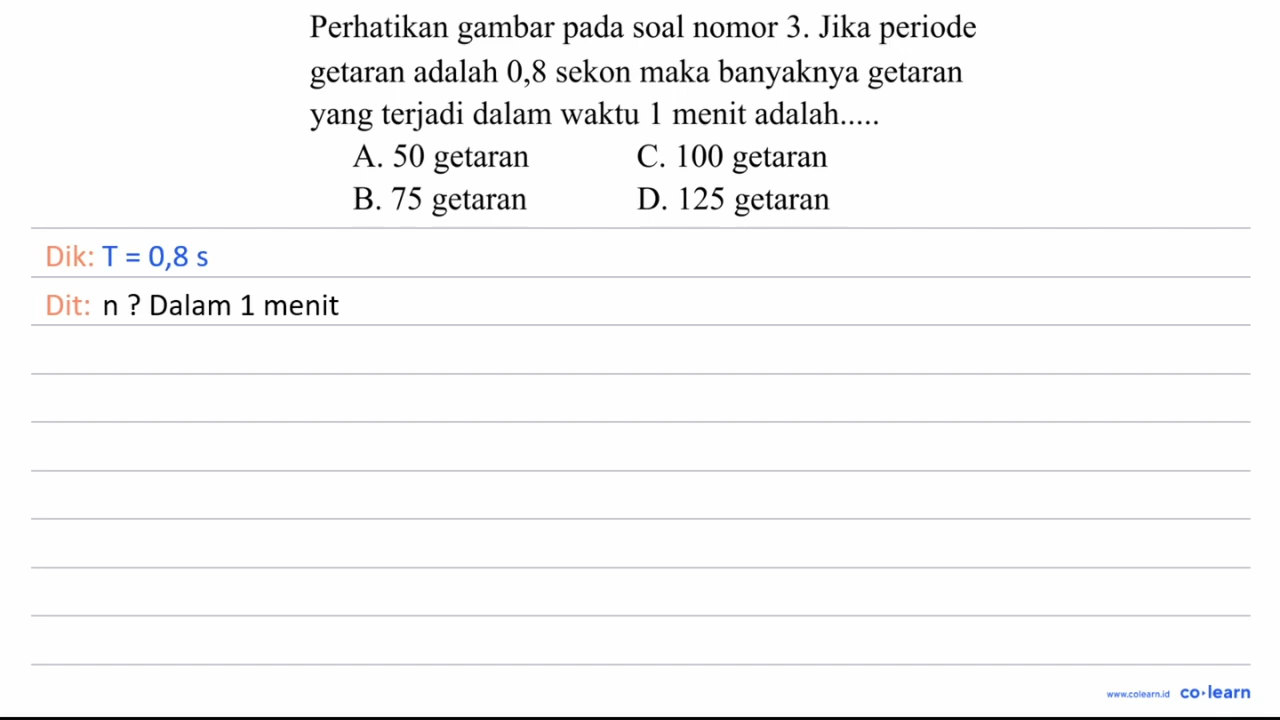 Perhatikan gambar pada soal nomor 3. Jika periode
getaran adalah 0,8 sekon maka banyaknya getaran
yang terjadi dalam waktu 1 menit adalah.....
A. 50 getaran C. 100 getaran
B. 75 getaran D. 125 getaran
Dik: T = 0,8 s
Dit: n ? Dalam 1 menit
www.colearn.id co·learn